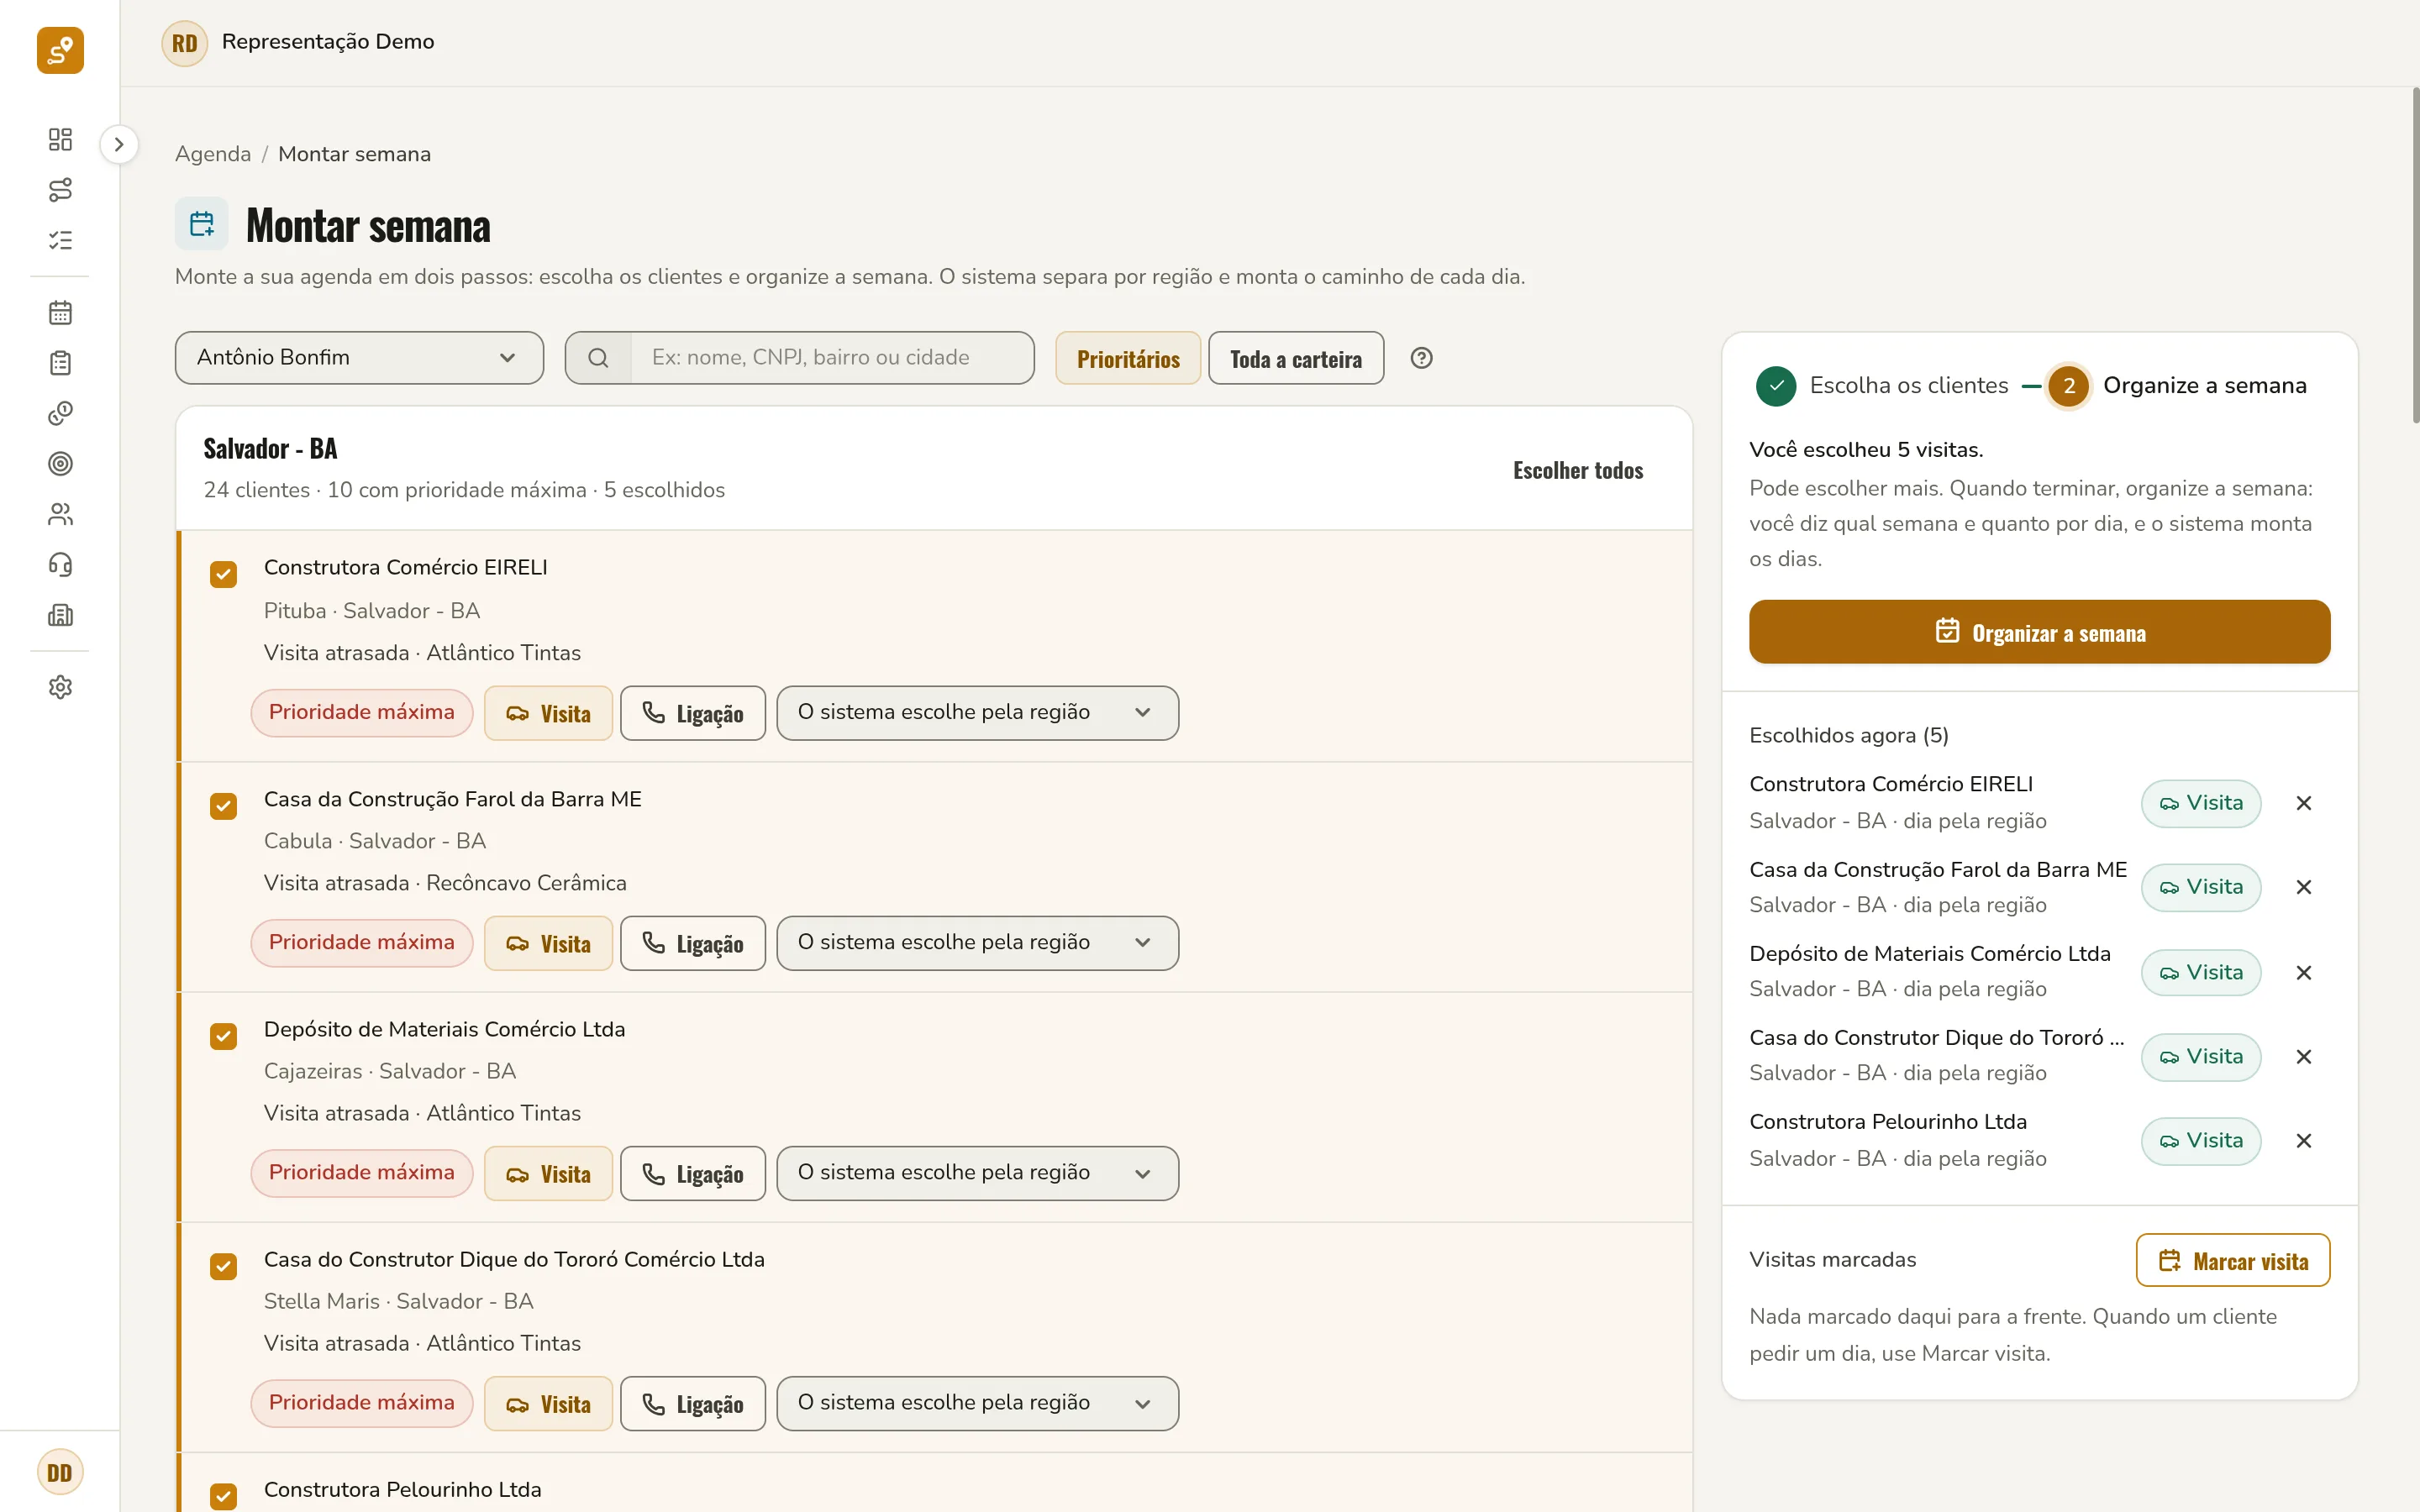 RD Representação Demo
Agenda / Montar semana
Montar semana
Monte a sua agenda em dois passos: escolha os clientes e organize a semana. O sistema separa por região e monta o caminho de cada dia.
Antônio Bonfim
Ex: nome, CNPJ, bairro ou cidade
Prioritários
Toda a carteira
Salvador - BA
24 clientes · 10 com prioridade máxima · 5 escolhidos
Escolher todos
Construtora Comércio EIRELI
Pituba · Salvador - BA
Visita atrasada · Atlântico Tintas
Prioridade máxima Visita Ligação O sistema escolhe pela região
Casa da Construção Farol da Barra ME
Cabula · Salvador - BA
Visita atrasada · Recôncavo Cerâmica
Prioridade máxima Visita Ligação O sistema escolhe pela região
Depósito de Materiais Comércio Ltda
Cajazeiras · Salvador - BA
Visita atrasada · Atlântico Tintas
Prioridade máxima Visita Ligação O sistema escolhe pela região
Casa do Construtor Dique do Tororó Comércio Ltda
Stella Maris · Salvador - BA
Visita atrasada · Atlântico Tintas
Prioridade máxima Visita Ligação O sistema escolhe pela região
Construtora Pelourinho Ltda
Escolha os clientes 2 Organize a semana
Você escolheu 5 visitas.
Pode escolher mais. Quando terminar, organize a semana:
você diz qual semana e quanto por dia, e o sistema monta
os dias.
Organizar a semana
Escolhidos agora (5)
Construtora Comércio EIRELI
Salvador - BA · dia pela região
Visita
Casa da Construção Farol da Barra ME
Salvador - BA · dia pela região
Visita
Depósito de Materiais Comércio Ltda
Salvador - BA · dia pela região
Visita
Casa do Construtor Dique do Tororó ...
Salvador - BA · dia pela região
Visita
Construtora Pelourinho Ltda
Salvador - BA · dia pela região
Visita
Visitas marcadas
Marcar visita
Nada marcado daqui para a frente. Quando um cliente
pedir um dia, use Marcar visita.
DD